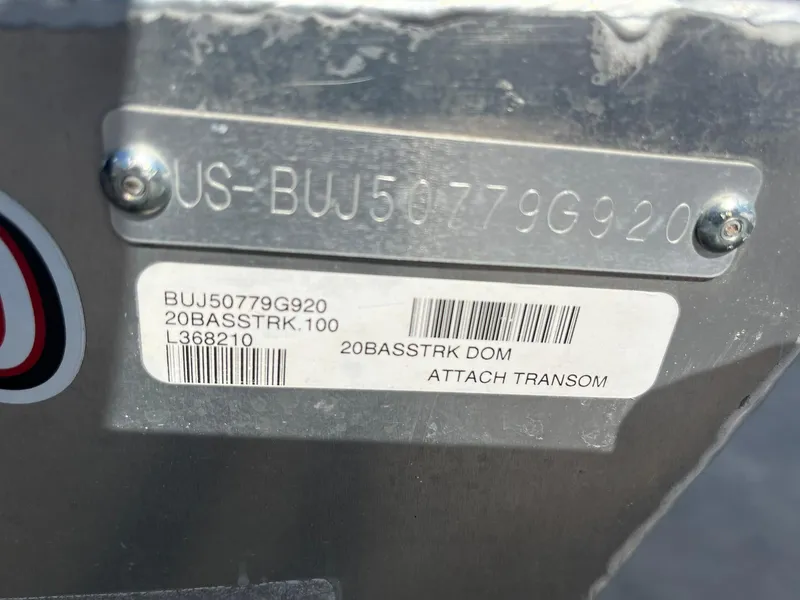 US-BUJ50779G920
BUJ50779G920
20BASSTRK.100
L368210
20BASSTRK DOM
ATTACH TRANSOM